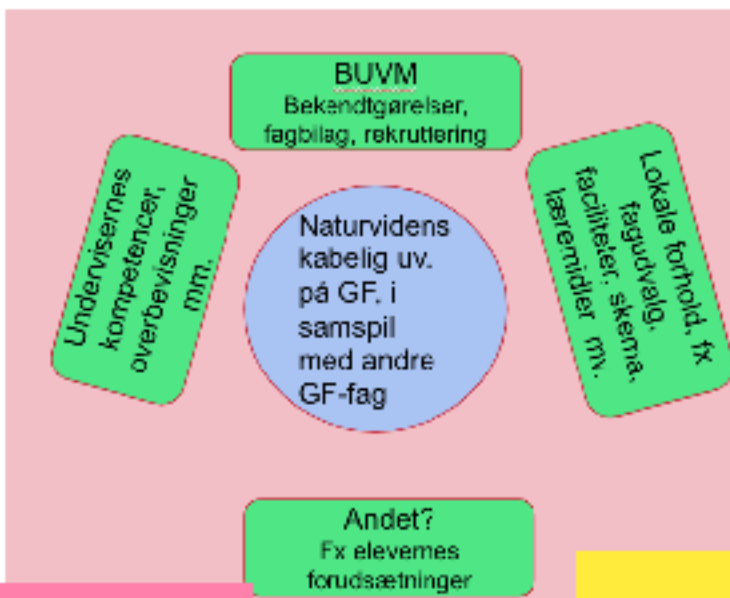 BUVM
Bekendtgørelser,
fagbilag, rekruttering
Undervisernes
kompetencer,
overbevisninger
mm.
Naturvidens
kabelig uv.
på GF, i
samspil
med andre
GF-fag
Lokale forhold, fx
fagudvalg,
faciliteter, skema,
læremidler mv.
Andet?
Fx elevernes
forudsætninger